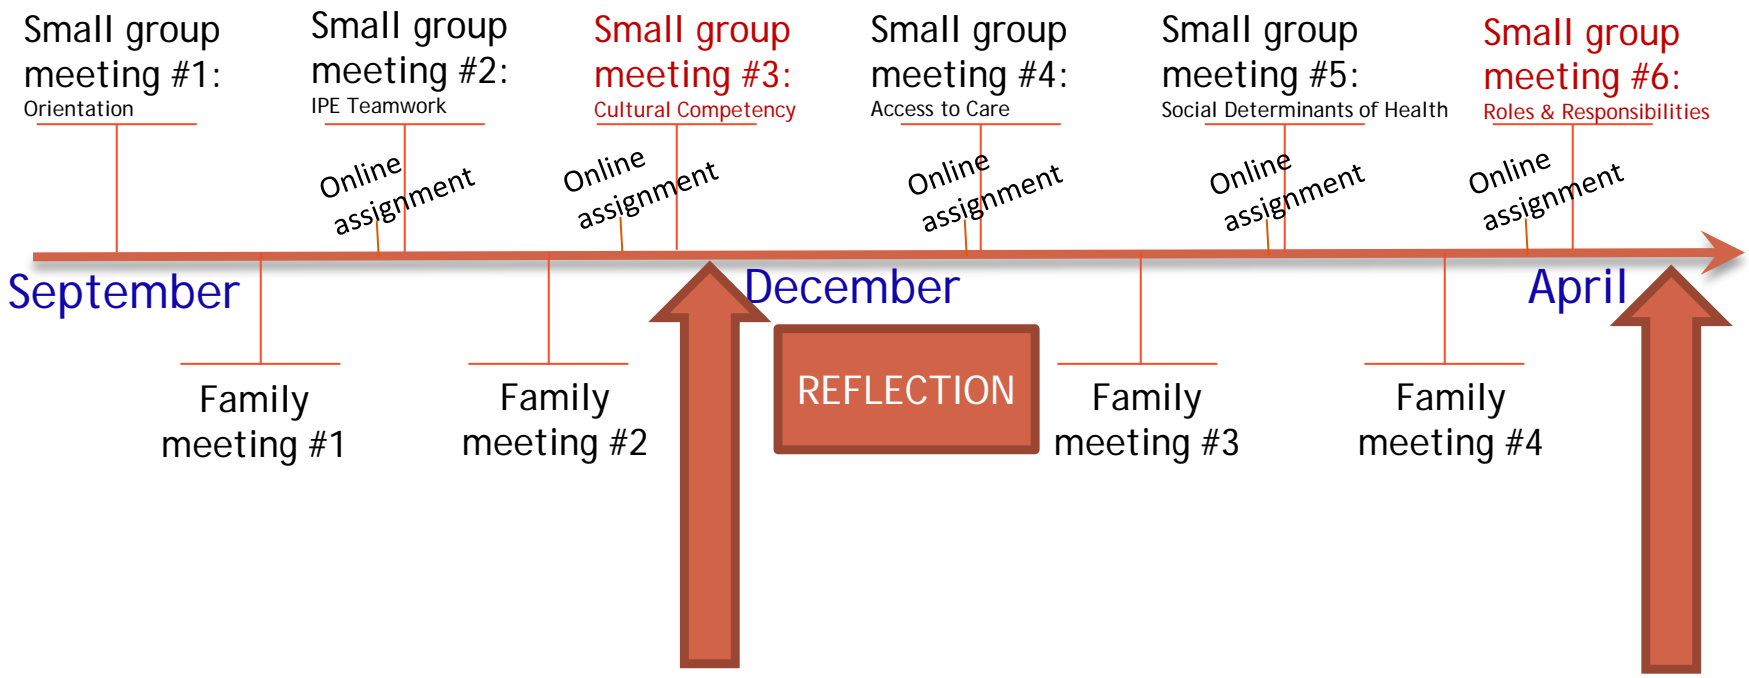 Small group
meeting #1:
Orientation
Small group
meeting #2:
IPE Teamwork
Small group
meeting #3:
Cultural Competency
Small group
meeting #4:
Access to Care
Small group
meeting #5:
Social Determinants of Health
Small group
meeting #6:
Roles & Responsibilities
Online
assignment
Online
assignment
Online
assignment
Online
assignment
Online
assignment
September
December
April
Family
meeting #1
Family
meeting #2
REFLECTION
Family
meeting #3
Family
meeting #4